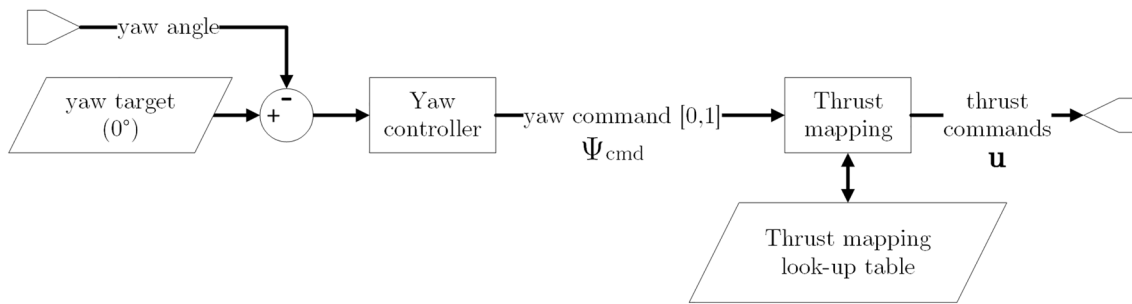 yaw angle
yaw target
(0°)
-
+
Yaw
controller
yaw command [0,1]
Ψcmd
Thrust
mapping
thrust
commands
u
Thrust mapping
look-up table